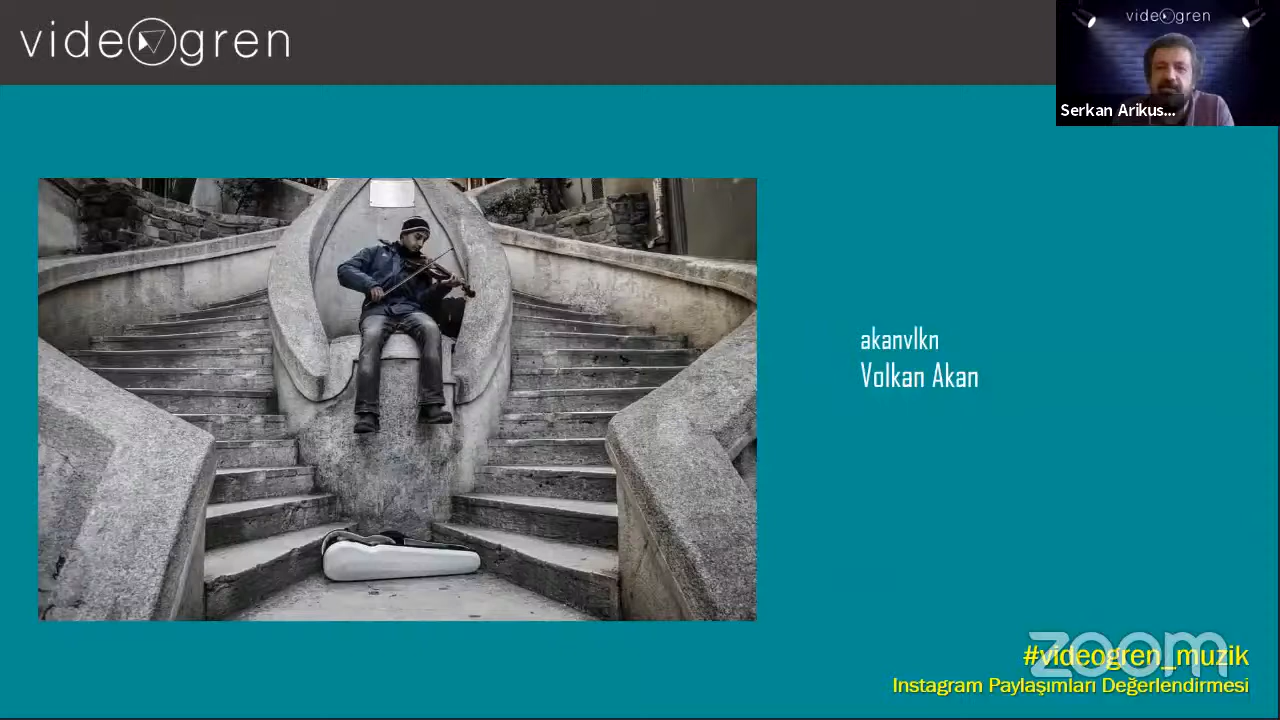 videogren
videogren
Serkan Arikus...
akanvlkn
Volkan Akan
zoom
#videogren_muzik
Instagram Paylaşımları Değerlendirmesi